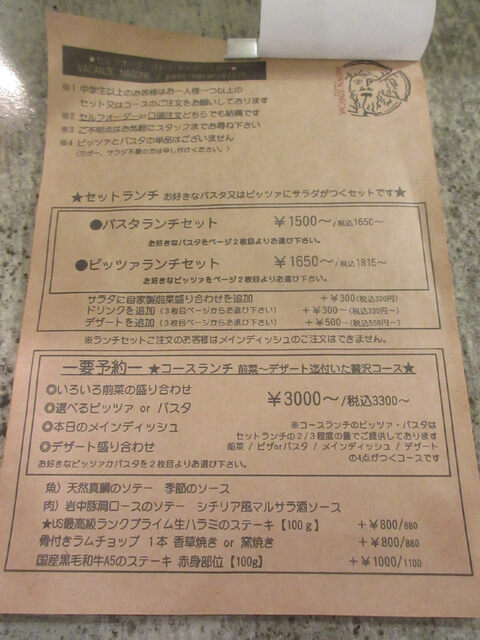 VACANZE NAGONE / pass:vacanze1210
※1 中学生以上のお客様はお一人様一つ以上の
セット又はコースのご注文をお願いしております
※2 セルフオーダーor口頭注文どちらでも結構です
※3 ご不明点はお気軽にスタッフまでお尋ね下さい
※4 ピッツァとパスタの単品はございません
(万が一、サラダ不要の方は申し付けください。)
★セットランチ お好きなパスタ又はピッツァにサラダがつくセットです★
●パスタランチセット ¥1500～/税込1650～
お好きなパスタをページ2枚目よりお選び下さい。
●ピッツァランチセット ¥1650～/税込1815～
お好きなピッツァをページ2枚目よりお選び下さい。
サラダに自家製前菜盛り合わせを追加 +¥300(税込330円)
ドリンクを追加(3枚目ページからお選び下さい) +¥300～(税込330円～)
デザートを追加(3枚目ページからお選び下さい) +¥500～(税込550円～)
※ランチセットご注文のお客様はメインディッシュのご注文はできません。
—要予約— ★コースランチ 前菜～デザート迄付いた贅沢コース★
◎いろいろ前菜の盛り合わせ
◎選べるピッツァ or パスタ ¥3000～/税込3300～
◎本日のメインディッシュ
◎デザート盛り合わせ
お好きなピッツァかパスタを2枚目よりお選び下さい。
※コースランチのピッツァ・パスタは
セットランチの2/3程度の量でご提供しております
前菜 / ピザorパスタ / メインディッシュ / デザート
の4点がつくコースです
魚)天然真鯛のソテー 季節のソース
肉)岩中豚肩ロースのソテー シチリア風マルサラ酒ソース
★US最高級ランクプライム生ハラミのステーキ【100g】 +¥800/880
骨付きラムチョップ 1本 香草焼き or 窯焼き +¥800/880
国産黒毛和牛A5のステーキ 赤身部位【100g】 +¥1000/1100